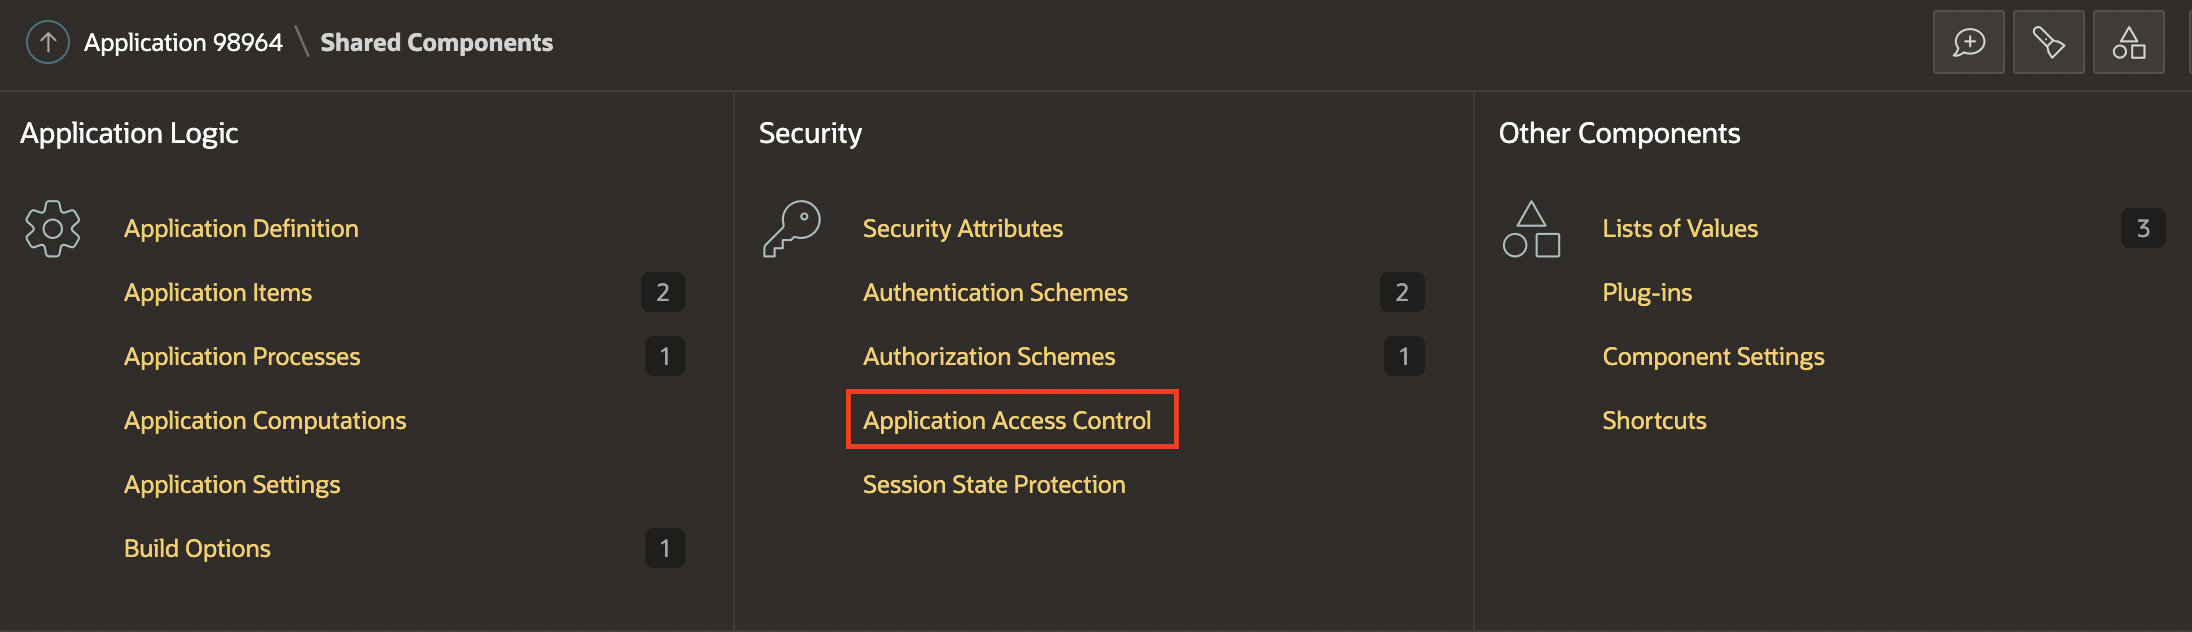 Application 98964 \ Shared Components
Application Logic
Application Definition
Application Items 2
Application Processes 1
Application Computations
Application Settings
Build Options 1
Security
Security Attributes
Authentication Schemes 2
Authorization Schemes 1
Application Access Control
Session State Protection
Other Components
Lists of Values 3
Plug-ins
Component Settings
Shortcuts